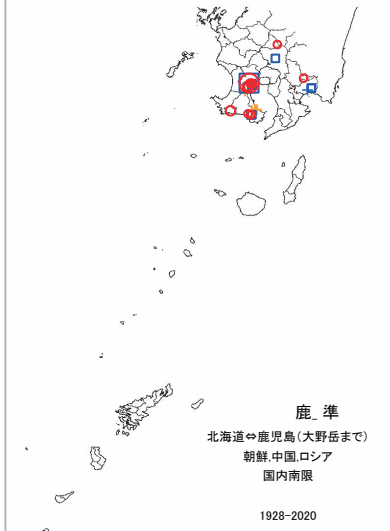 鹿_準
北海道⇔鹿児島(大野岳まで)
朝鮮,中国,ロシア
国内南限
1928-2020